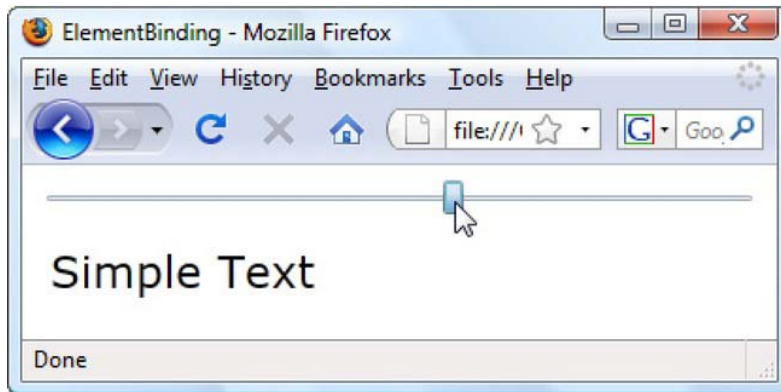 ElementBinding - Mozilla Firefox
File Edit View History Bookmarks Tools Help
file:/// G Goo
Simple Text
Done